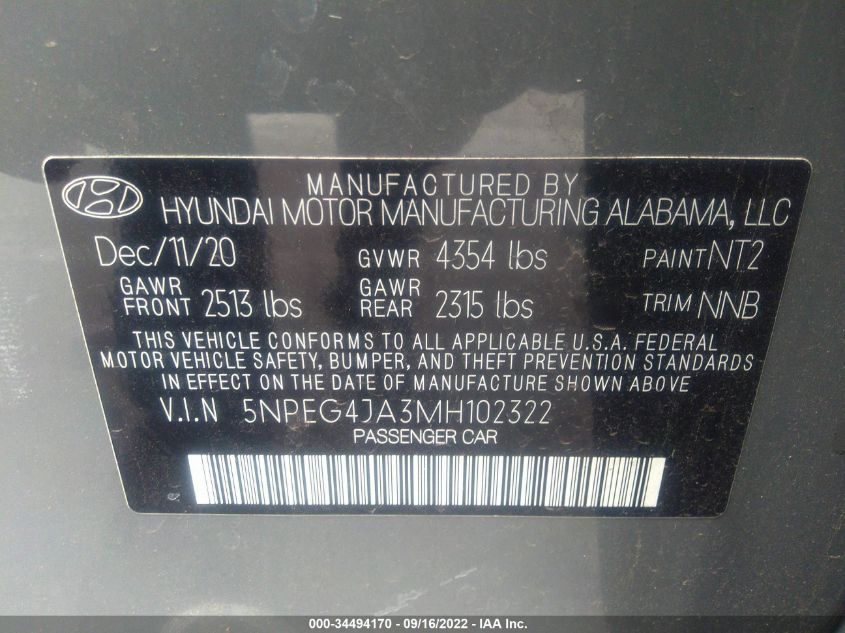 MANUFACTURED BY
HYUNDAI MOTOR MANUFACTURING ALABAMA, LLC
Dec/11/20 GVWR 4354 lbs PAINT NT2
GAWR FRONT 2513 lbs GAWR REAR 2315 lbs TRIM NNB
THIS VEHICLE CONFORMS TO ALL APPLICABLE U.S.A. FEDERAL
MOTOR VEHICLE SAFETY, BUMPER, AND THEFT PREVENTION STANDARDS
IN EFFECT ON THE DATE OF MANUFACTURE SHOWN ABOVE.
V.I.N 5NPEG4JA3MH102322
PASSENGER CAR
000-34494170 - 09/16/2022 - IAA Inc.